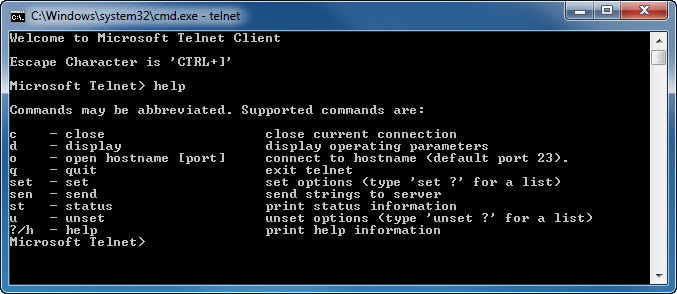 C:\Windows\system32\cmd.exe - telnet
Welcome to Microsoft Telnet Client
Escape Character is 'CTRL+]'
Microsoft Telnet> help
Commands may be abbreviated. Supported commands are:
c    - close                    close current connection
d    - display                  display operating parameters
o    - open hostname [port]     connect to hostname (default port 23).
q    - quit                     exit telnet
set  - set                      set options (type 'set ?' for a list)
sen  - send                     send strings to server
st   - status                   print status information
u    - unset                    unset options (type 'unset ?' for a list)
?/h  - help                     print help information
Microsoft Telnet>